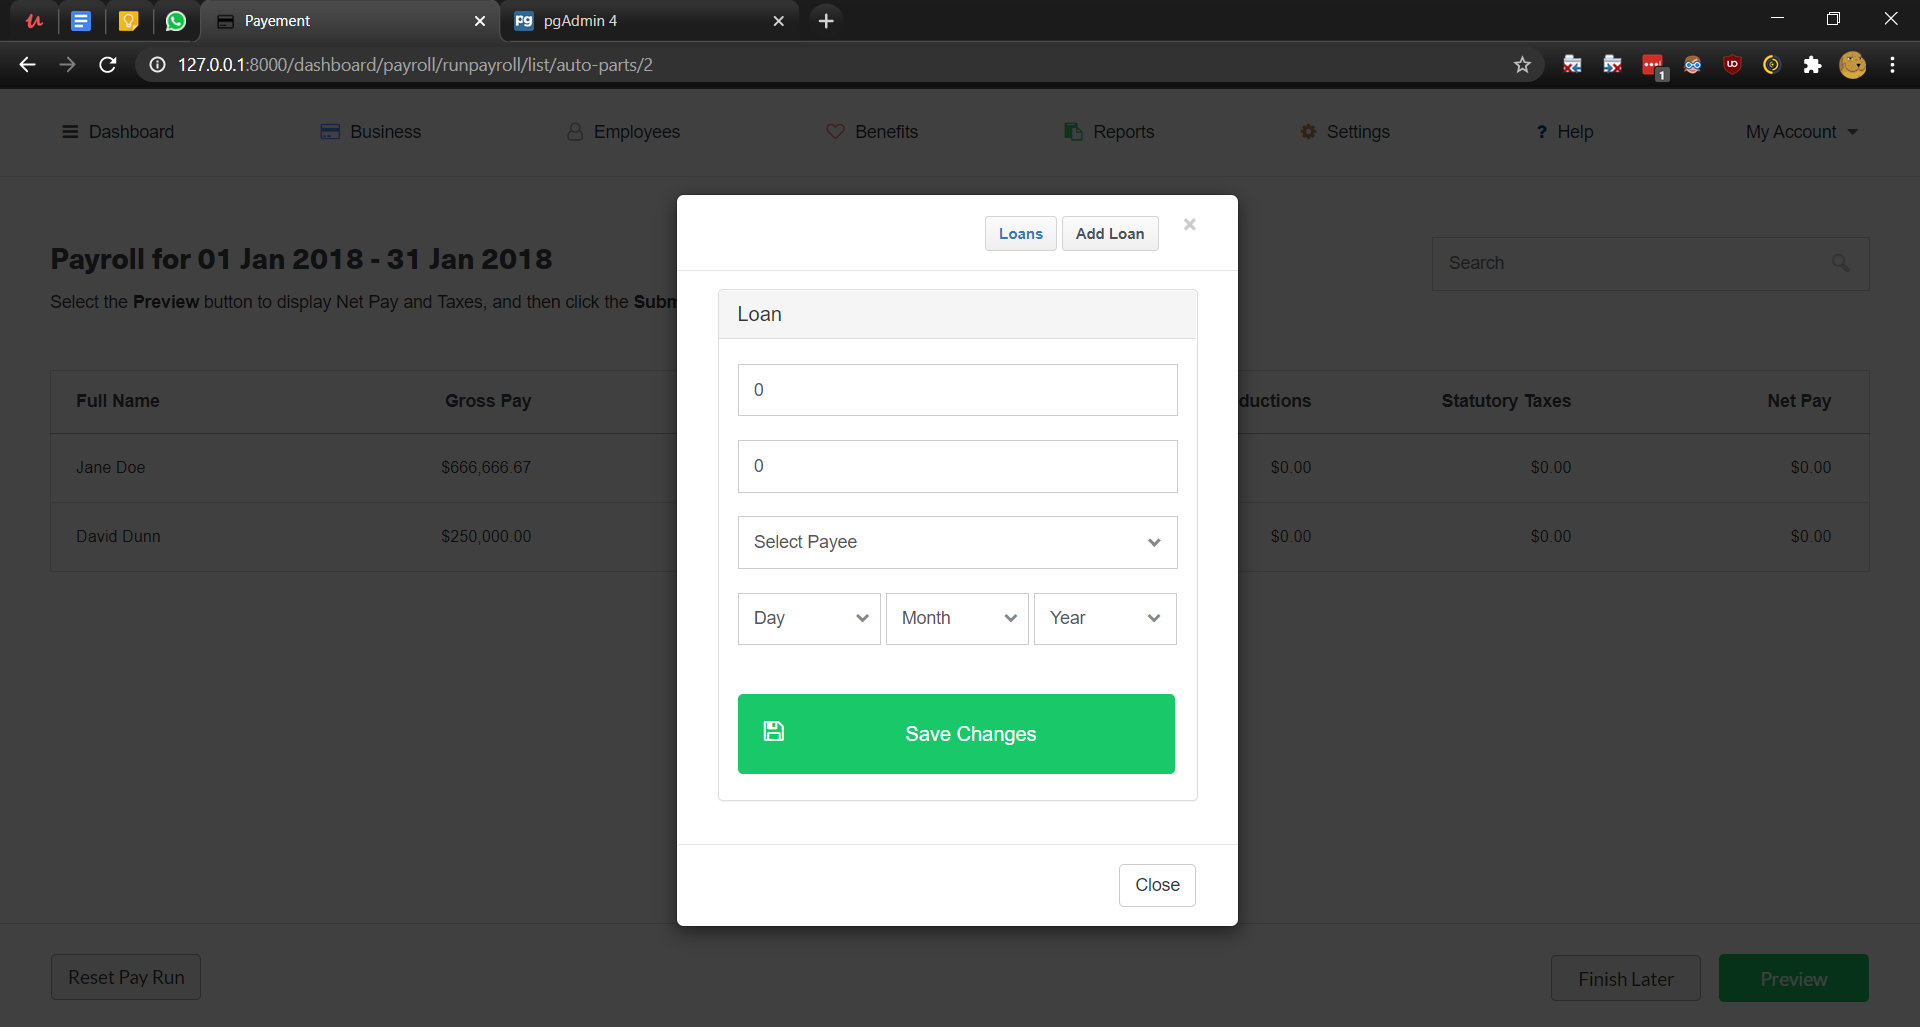 Payement
pgAdmin 4
127.0.0.1:8000/dashboard/payroll/runpayroll/list/auto-parts/2
1
Dashboard
Business
Employees
Benefits
Reports
Settings
? Help
My Account
Loans
Add Loan
×
Payroll for 01 Jan 2018 - 31 Jan 2018
Search
Select the Preview button to display Net Pay and Taxes, and then click the
Loan
0
Full Name
Gross Pay
Statutory Taxes
Net Pay
0
Jane Doe
$666,666.67
$0.00
$0.00
$0.00
Select Payee
David Dunn
$250,000.00
$0.00
$0.00
$0.00
Day
Month
Year
Save Changes
Close
Reset Pay Run
Finish Later
Preview